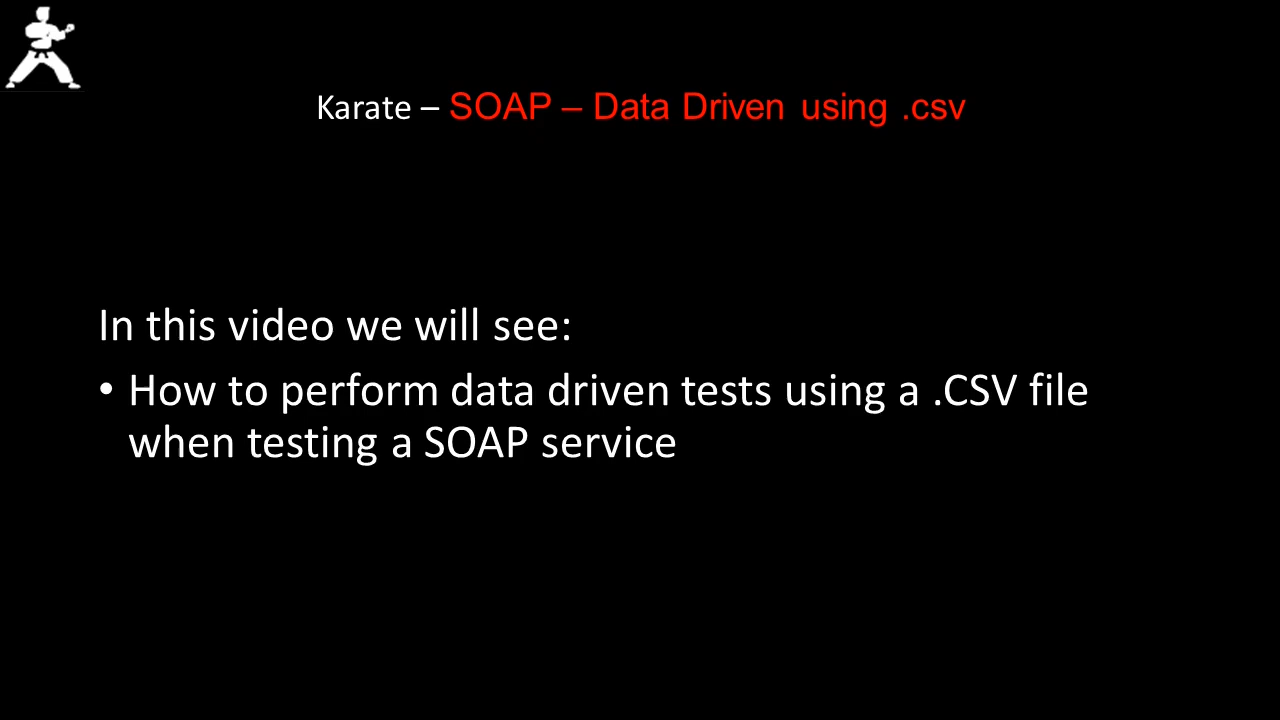 Karate – SOAP – Data Driven using .csv
In this video we will see:
• How to perform data driven tests using a .CSV file
when testing a SOAP service